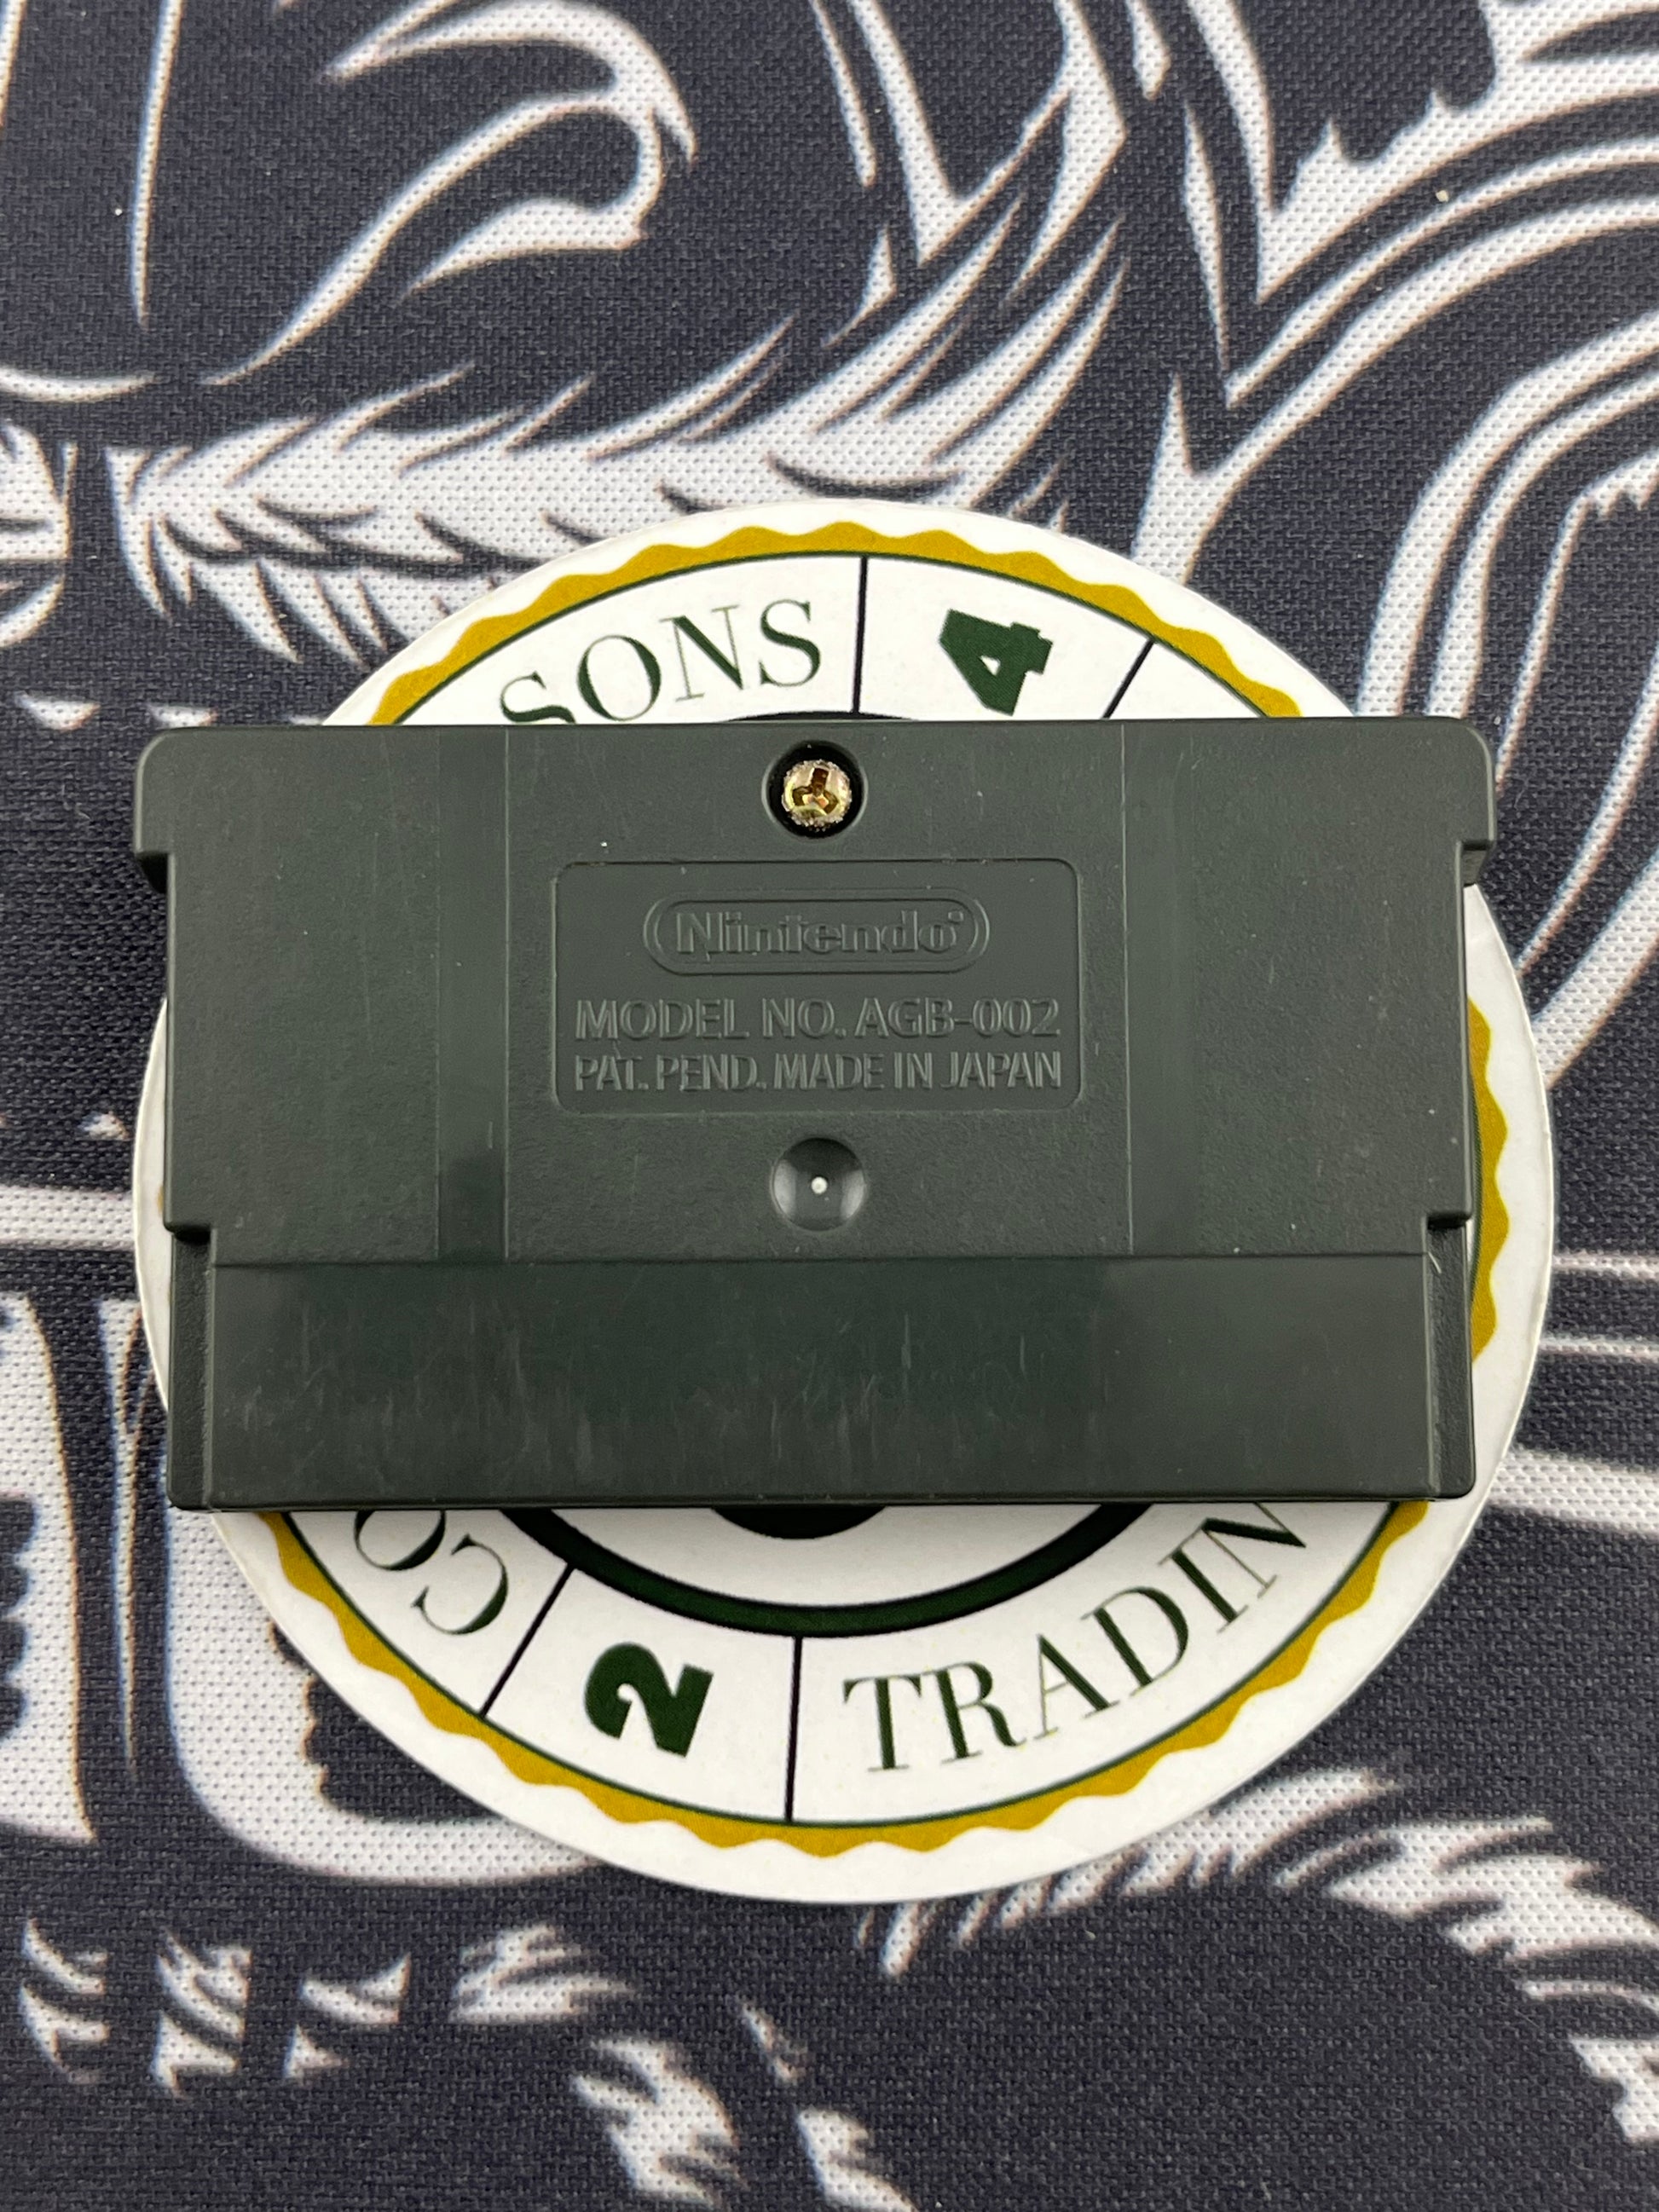 SONS
4
Nintendo
MODEL NO. AGB-002
PAT. PEND. MADE IN JAPAN
CO
2
TRADIN